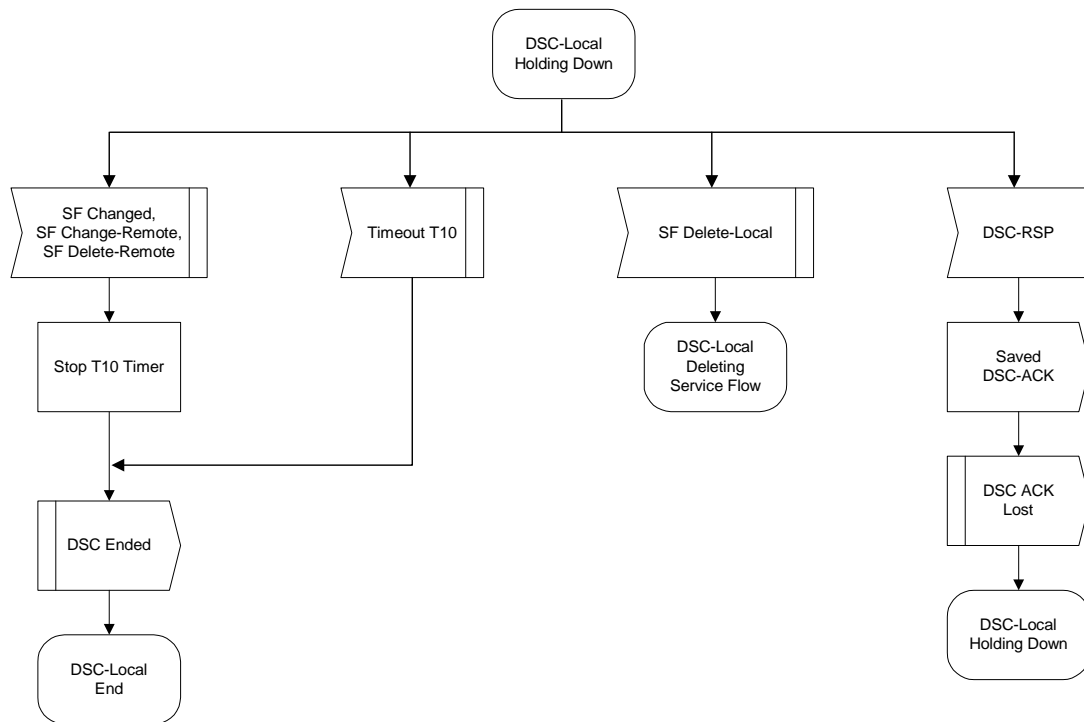 DSC-Local
Holding Down
SF Changed,
SF Change-Remote,
SF Delete-Remote
Timeout T10
SF Delete-Local
DSC-RSP
Stop T10 Timer
DSC-Local
Deleting
Service Flow
Saved
DSC-ACK
DSC Ended
DSC ACK
Lost
DSC-Local
End
DSC-Local
Holding Down